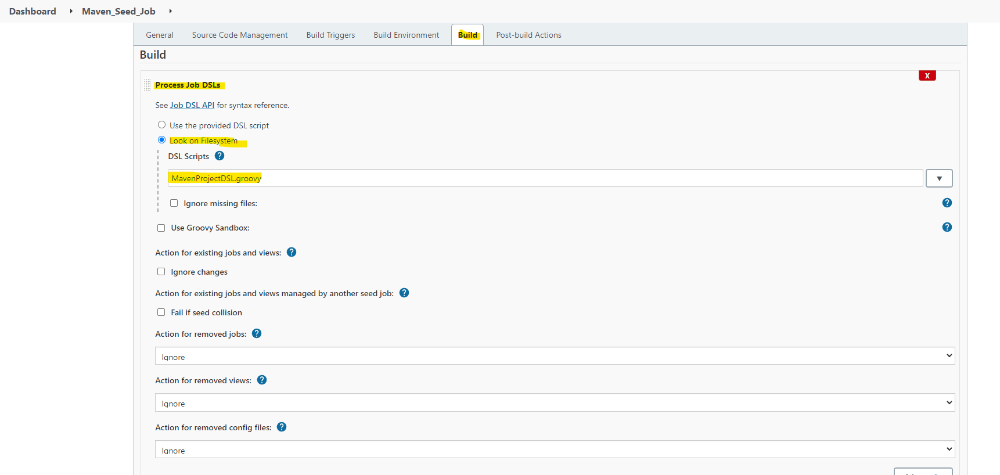 Dashboard Maven_Seed_Job
General Source Code Management Build Triggers Build Environment Build Post-build Actions
Build
X
Process Job DSLs
See Job DSL API for syntax reference.
Use the provided DSL script
Look on Filesystem
DSL Scripts ?
MavenProjectDSL.groovy
Ignore missing files: ?
Use Groovy Sandbox: ?
Action for existing jobs and views: ?
Ignore changes
Action for existing jobs and views managed by another seed job: ?
Fail if seed collision
Action for removed jobs: ?
Ignore
Action for removed views: ?
Ignore
Action for removed config files: ?
Ignore